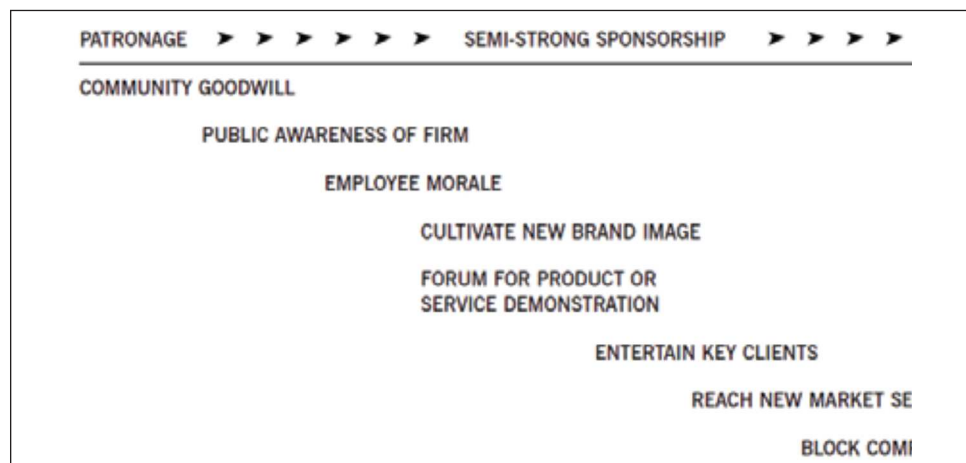 PATRONAGE ➤ ➤ ➤ ➤ ➤ ➤ SEMI-STRONG SPONSORSHIP ➤ ➤ ➤ ➤
COMMUNITY GOODWILL
PUBLIC AWARENESS OF FIRM
EMPLOYEE MORALE
CULTIVATE NEW BRAND IMAGE
FORUM FOR PRODUCT OR
SERVICE DEMONSTRATION
ENTERTAIN KEY CLIENTS
REACH NEW MARKET
BLOCK